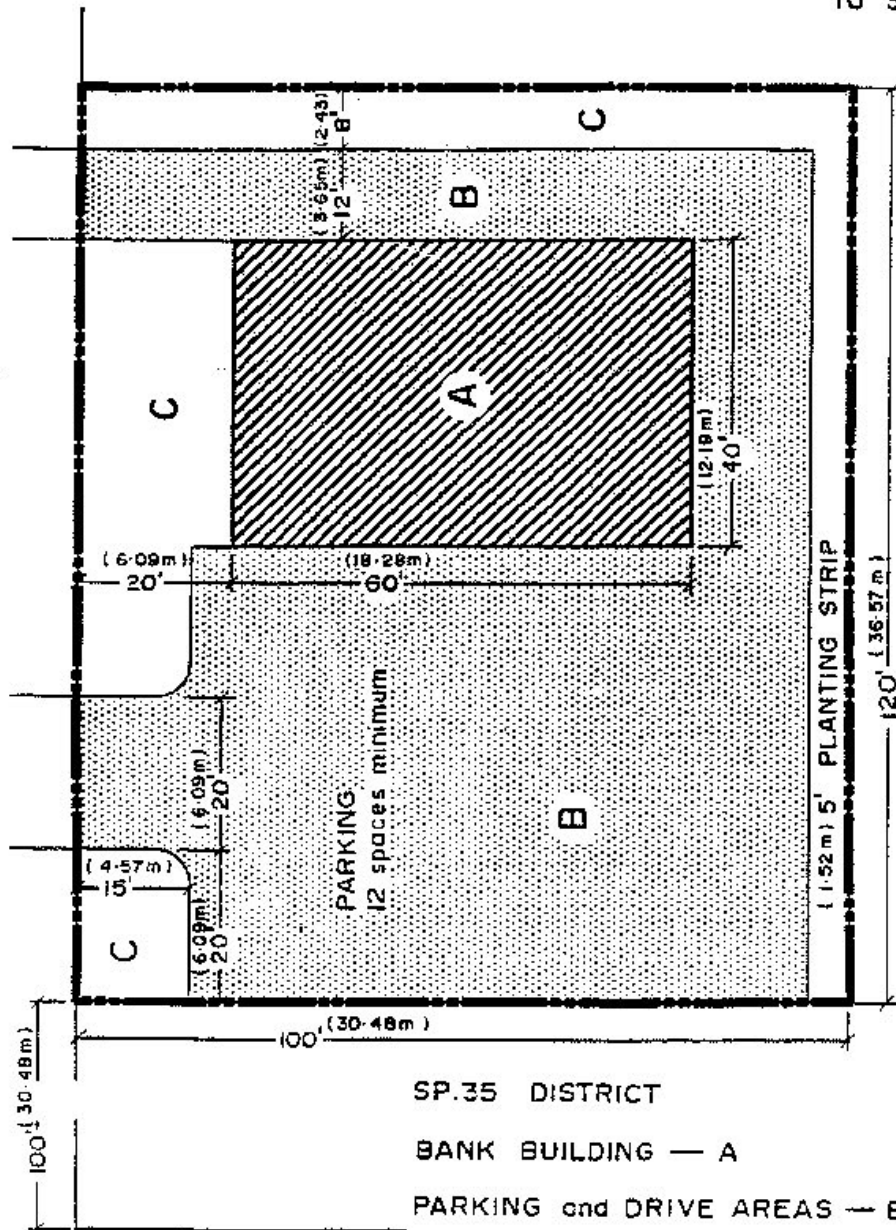 C
(2·43)
8'
(3·65m)
12'
B
C
A
(12·19m)
40'
(6·09m)
20'
(18·28m)
60'
PARKING
12 spaces minimum
(6·09m)
20'
(4·57m)
15'
C
(6·09m)
20'
B
(1·52m) 5' PLANTING STRIP
120' (36·57m)
100' (30·48m)
100' (30·48m)
SP.35 DISTRICT
BANK BUILDING — A
PARKING and DRIVE AREAS —